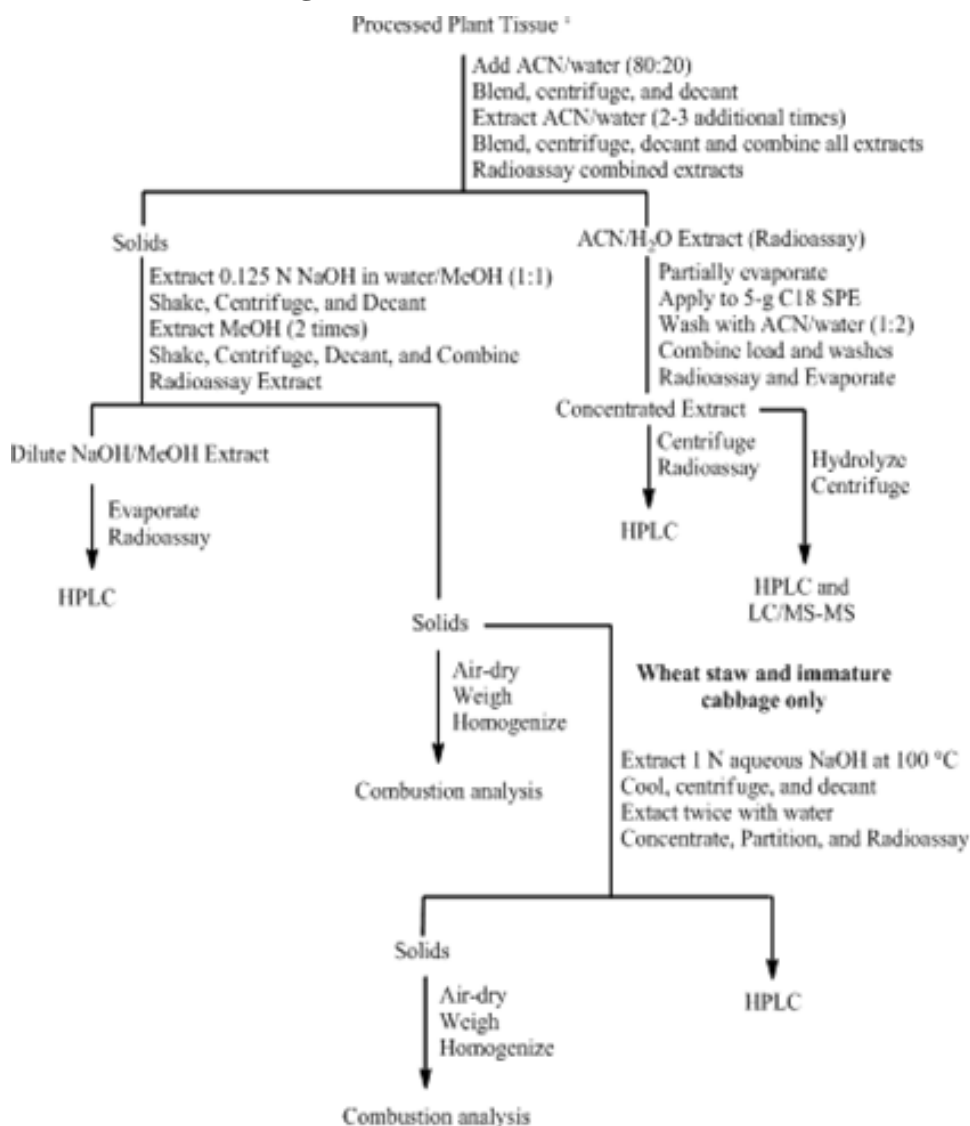 Processed Plant Tissue
Add ACN/water (80:20)
Blend, centrifuge, and decant
Extract ACN/water (2-3 additional times)
Blend, centrifuge, decant and combine all extracts
Radioassay combined extracts
Solids
Extract 0.125 N NaOH in water/MeOH (1:1)
Shake, Centrifuge, and Decant
Extract MeOH (2 times)
Shake, Centrifuge, Decant, and Combine
Radioassay Extract
ACN/H₂O Extract (Radioassay)
Partially evaporate
Apply to 5-g C18 SPE
Wash with ACN/water (1:2)
Combine load and washes
Radioassay and Evaporate
Dilute NaOH/MeOH Extract
Evaporate
Radioassay
HPLC
Concentrated Extract
Centrifuge
Radioassay
HPLC
Hydrolyze
Centrifuge
HPLC and
LC/MS-MS
Solids
Air-dry
Weigh
Homogenize
Combustion analysis
Wheat staw and immature
cabbage only
Extract 1 N aqueous NaOH at 100 °C
Cool, centrifuge, and decant
Extact twice with water
Concentrate, Partition, and Radioassay
Solids
Air-dry
Weigh
Homogenize
Combustion analysis
HPLC